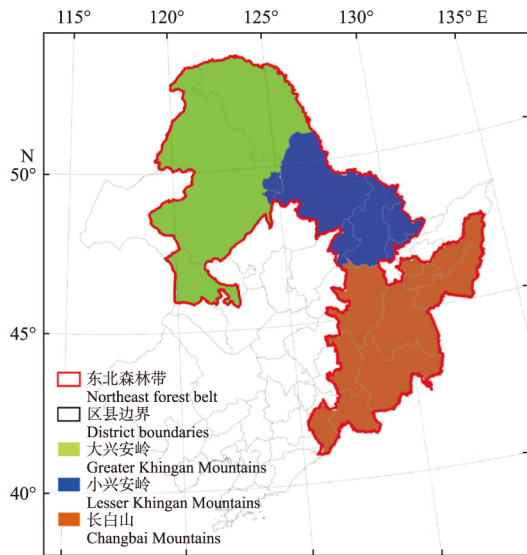 115° 120° 125° 130° 135° E
N
50°
45°
40°
东北森林带
Northeast forest belt
区县边界
District boundaries
大兴安岭
Greater Khingan Mountains
小兴安岭
Lesser Khingan Mountains
长白山
Changbai Mountains